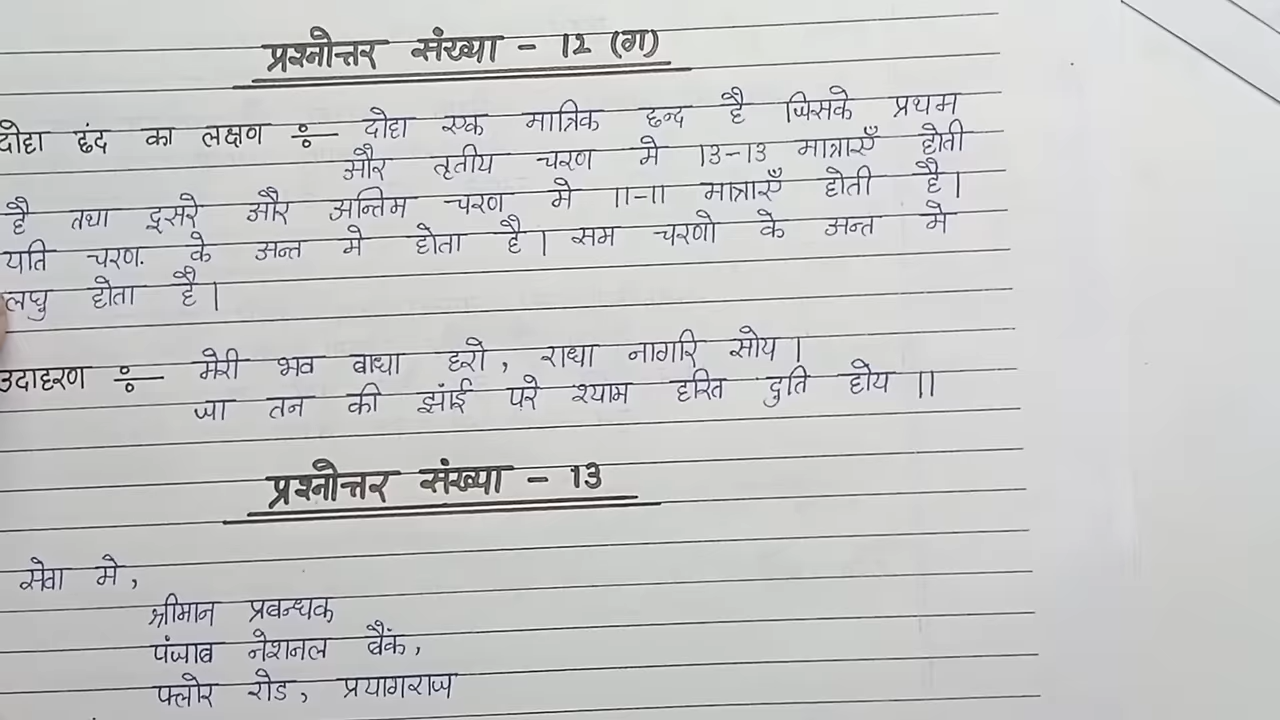 प्रश्नोत्तर संख्या - 12 (ग)
दोहा छंद का लक्षण ÷ दोहा एक मात्रिक छन्द है जिसके प्रथम
और तृतीय चरण मे 13-13 मात्राएँ होती
है तथा दूसरे और अन्तिम चरण मे 11-11 मात्राएँ होती है।
यति चरण. के अन्त मे होता है। सम चरणो के अन्त मे
लघु होता है।
उदाहरण ÷ मेरी भव बाधा हरो, राधा नागरि सोय।
जा तन की झांई परे श्याम हरित दुति होय॥
प्रश्नोत्तर संख्या - 13
सेवा मे,
श्रीमान प्रबन्धक
पंजाब नेशनल बैंक,
फ्लोर रोड, प्रयागराज